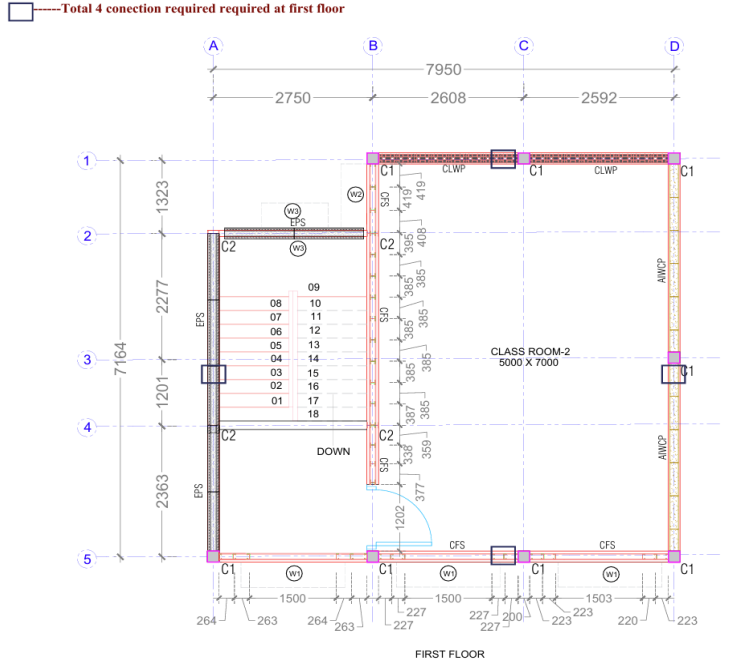 ------Total 4 conection required required at first floor
A B C D
7950
2750 2608 2592
1 2 3 4 5
7164
1323 2277 1201 2363
C1 CLWP C1 CLWP C1
W2
W3
EPS
W3
C2 C2
CFS
419 419
395 408
385 385
385 385
385 385
387 385
338 359
377
1202
CFS
CFS
AIWCP
AIWCP
EPS
EPS
09
08 10
07 11
06 12
05 13
04 14
03 15
02 16
01 17
18
CLASS ROOM-2
5000 X 7000
C1
C2 C2
DOWN
CFS CFS
C1 C1 C1 C1
W1 W1 W1
1500 1500 1503
264 263 264 263 227 227 227 227 200 223 223 220 223
FIRST FLOOR